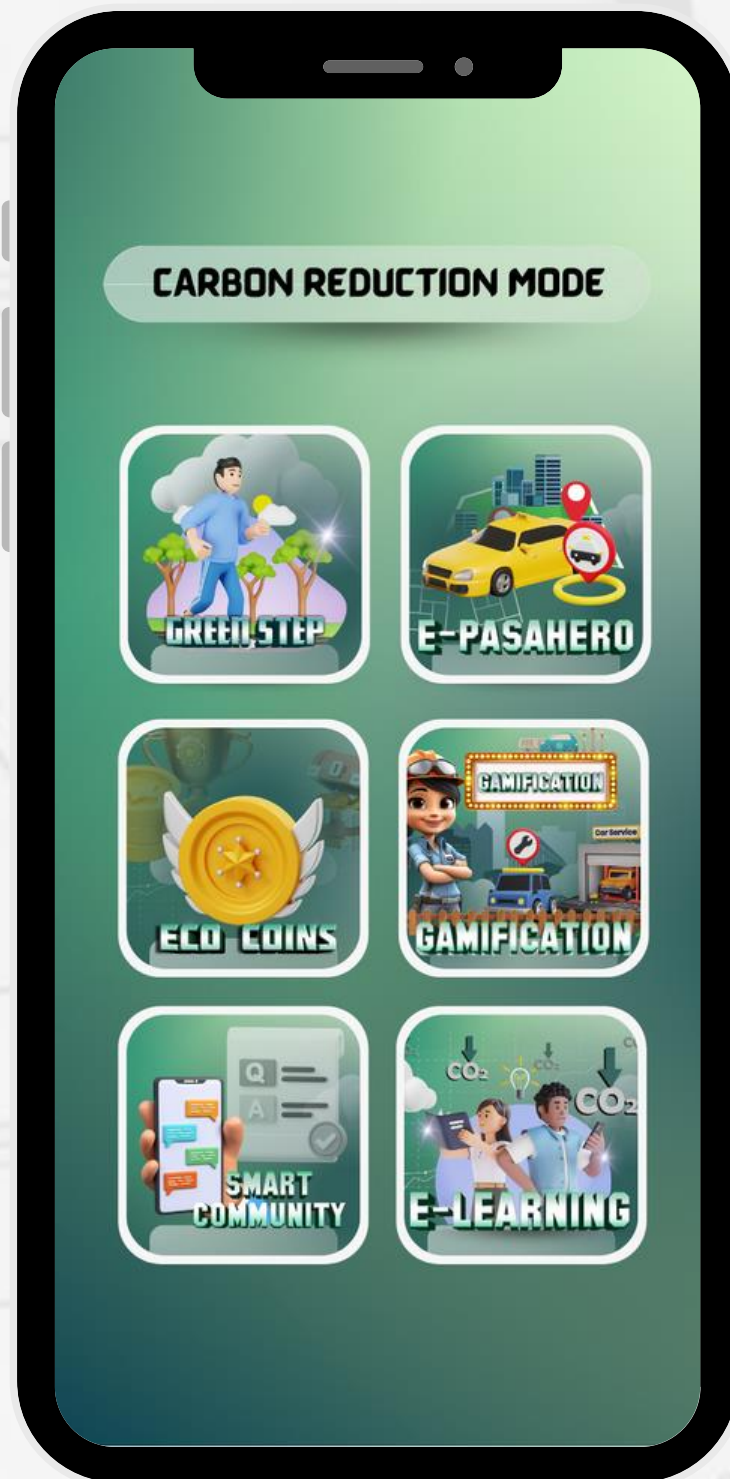 CARBON REDUCTION MODE
GREEN STEP
E-PASAHERO
ECO COINS
GAMIFICATION
Car Service
GAMIFICATION
Q
A
SMART
COMMUNITY
CO2
CO2
CO2
E-LEARNING